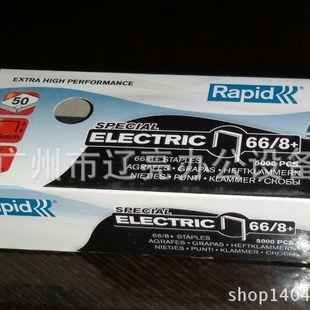 EXTRA HIGH PERFORMANCE
Rapid
50
SPECIAL
ELECTRIC 66/8+
66/8+ STAPLES 5000 PCS
AGRAFES • GRAPAS • HEFTKLAMMERN
NIETJES • PUNTI • KLAMMER • СКОБЫ
Rapid
SPECIAL
ELECTRIC 66/8+
66/8+ STAPLES 5000 PCS
AGRAFES • GRAPAS • HEFTKLAMMERN
NIETJES • PUNTI • KLAMMER • СКОБЫ
shop1404